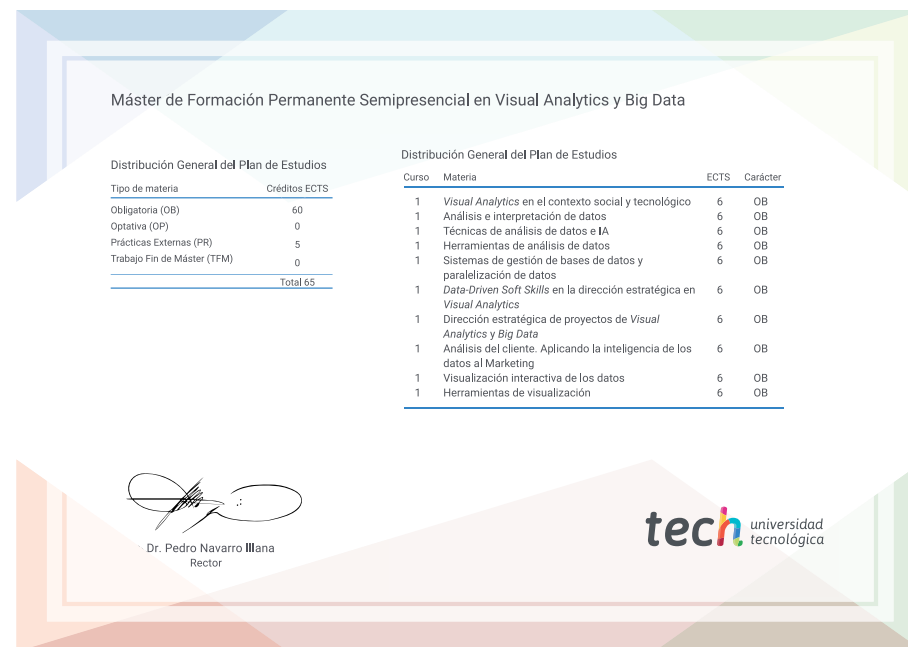 Máster de Formación Permanente Semipresencial en Visual Analytics y Big Data
Distribución General del Plan de Estudios
Tipo de materia Créditos ECTS
Obligatoria (OB) 60
Optativa (OP) 0
Prácticas Externas (PR) 5
Trabajo Fin de Máster (TFM) 0
Total 65
Distribución General del Plan de Estudios
Curso Materia ECTS Carácter
1 Visual Analytics en el contexto social y tecnológico 6 OB
1 Análisis e interpretación de datos 6 OB
1 Técnicas de análisis de datos e IA 6 OB
1 Herramientas de análisis de datos 6 OB
1 Sistemas de gestión de bases de datos y 6 OB
paralelización de datos
1 Data-Driven Soft Skills en la dirección estratégica en 6 OB
Visual Analytics
1 Dirección estratégica de proyectos de Visual 6 OB
Analytics y Big Data
1 Análisis del cliente. Aplicando la inteligencia de los 6 OB
datos al Marketing
1 Visualización interactiva de los datos 6 OB
1 Herramientas de visualización 6 OB
Dr. Pedro Navarro Illana
Rector
tech universidad
tecnológica